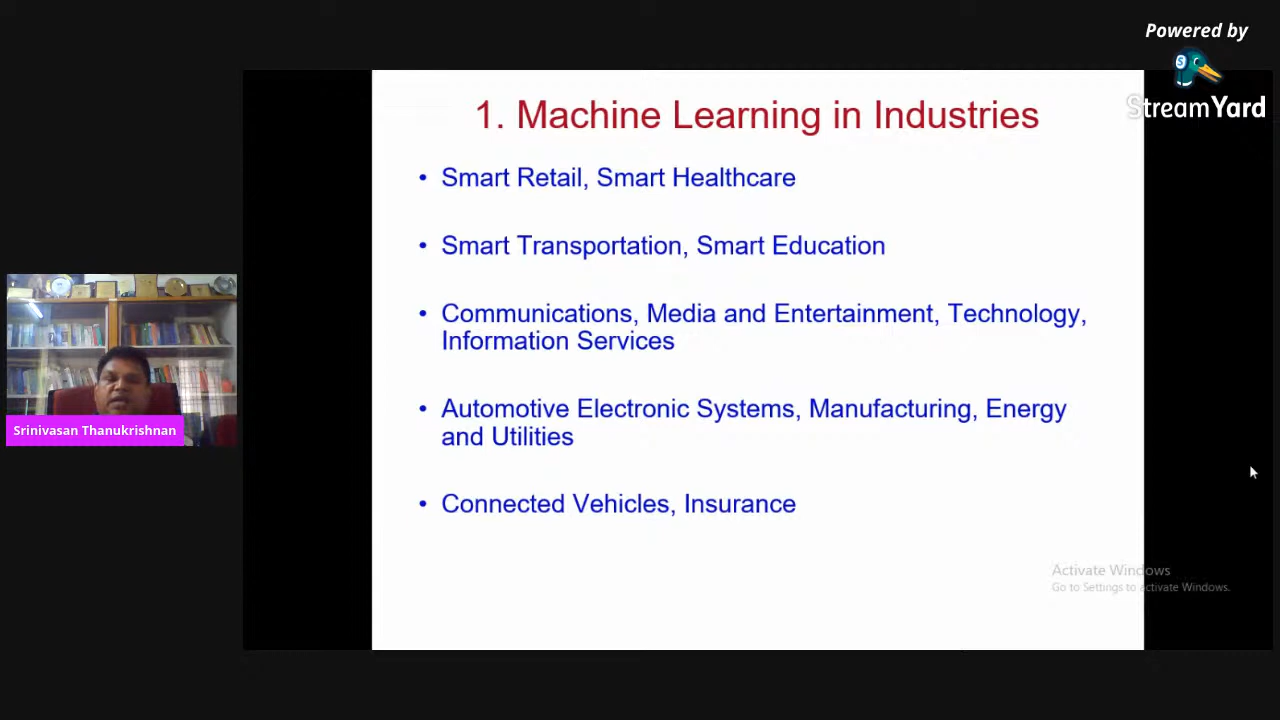 Powered by
StreamYard
1. Machine Learning in Industries
• Smart Retail, Smart Healthcare
• Smart Transportation, Smart Education
• Communications, Media and Entertainment, Technology,
Information Services
• Automotive Electronic Systems, Manufacturing, Energy
and Utilities
• Connected Vehicles, Insurance
Srinivasan Thanukrishnan
Activate Windows
Go to Settings to activate Windows.